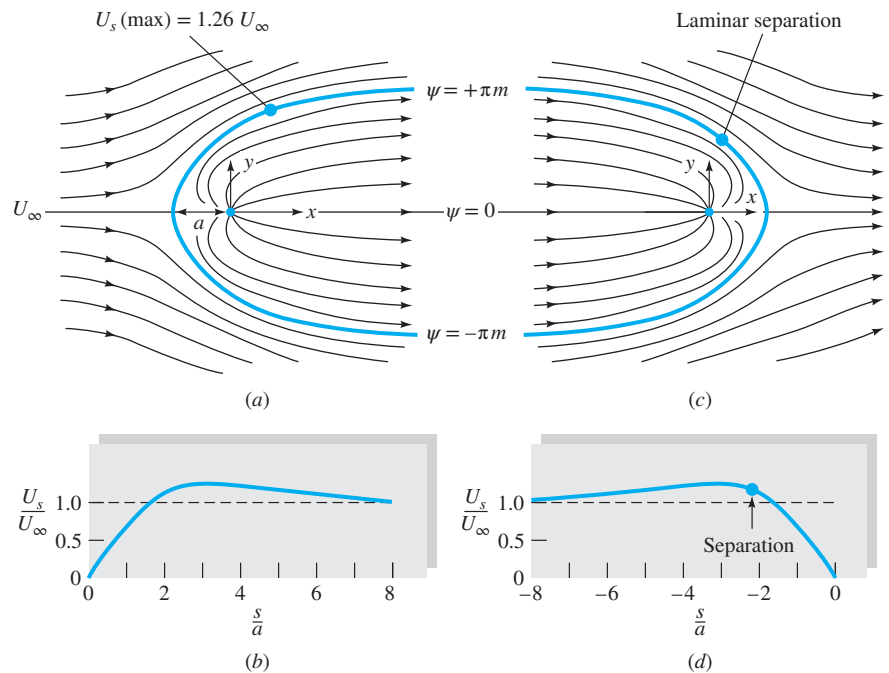 U_s (max) = 1.26 U_∞
Laminar separation
ψ = +πm
y
y
U_∞
a
x
ψ = 0
x
ψ = –πm
(a)
(c)
U_s/U_∞
1.0
0.5
0
0 2 4 6 8
s/a
(b)
U_s/U_∞
1.0
0.5
0
Separation
–8 –6 –4 –2 0
s/a
(d)